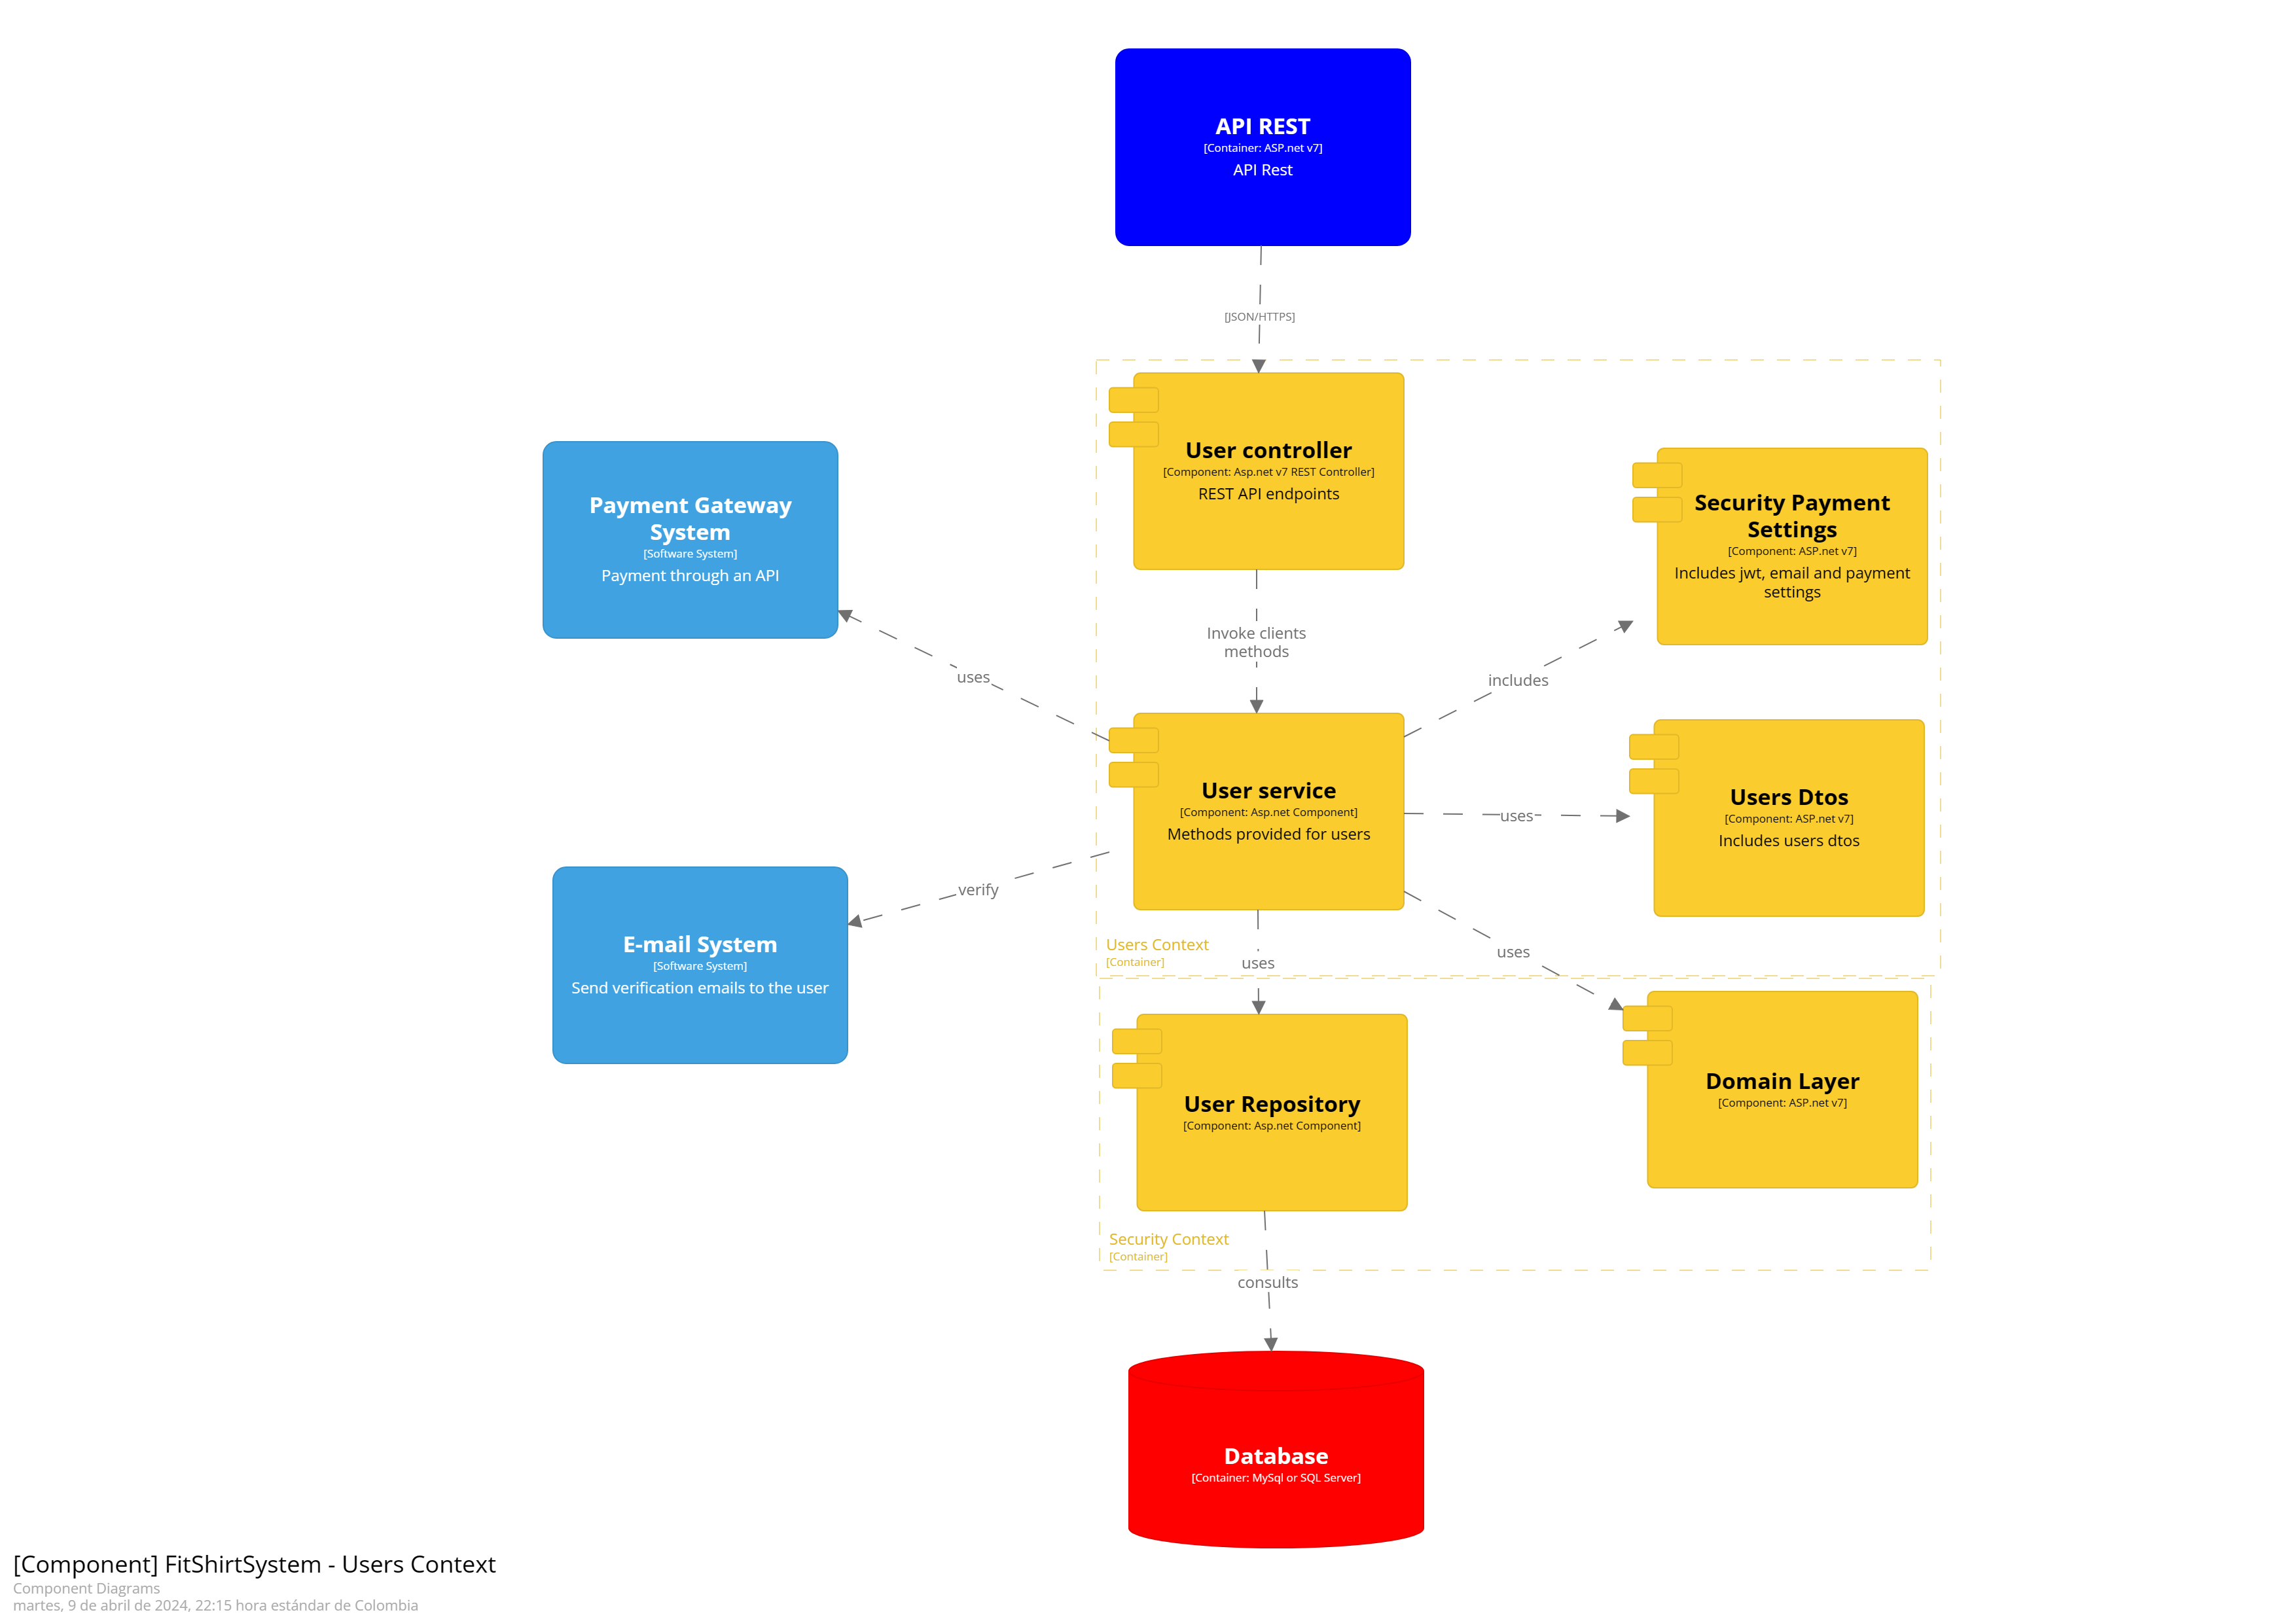 API REST
[Container: ASP.net v7]
API Rest
[JSON/HTTPS]
User controller
[Component: Asp.net v7 REST Controller]
REST API endpoints
Payment Gateway
System
[Software System]
Payment through an API
Security Payment
Settings
[Component: ASP.net v7]
Includes jwt, email and payment
settings
Invoke clients
methods
uses
includes
User service
[Component: Asp.net Component]
Methods provided for users
uses
Users Dtos
[Component: ASP.net v7]
Includes users dtos
verify
E-mail System
[Software System]
Send verification emails to the user
Users Context
[Container]
uses
uses
User Repository
[Component: Asp.net Component]
Domain Layer
[Component: ASP.net v7]
Security Context
[Container]
consults
Database
[Container: MySql or SQL Server]
[Component] FitShirtSystem - Users Context
Component Diagrams
martes, 9 de abril de 2024, 22:15 hora estándar de Colombia